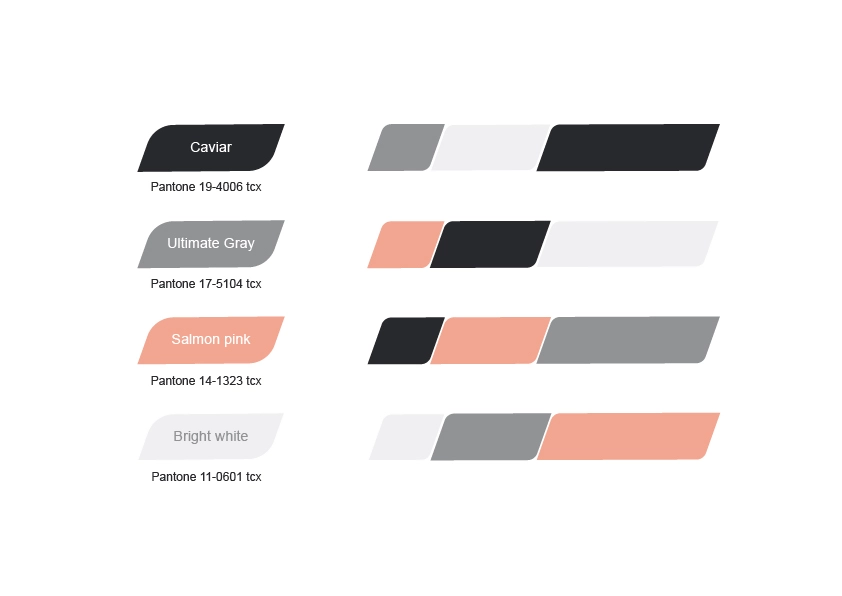 Caviar
Pantone 19-4006 tcx
Ultimate Gray
Pantone 17-5104 tcx
Salmon pink
Pantone 14-1323 tcx
Bright white
Pantone 11-0601 tcx